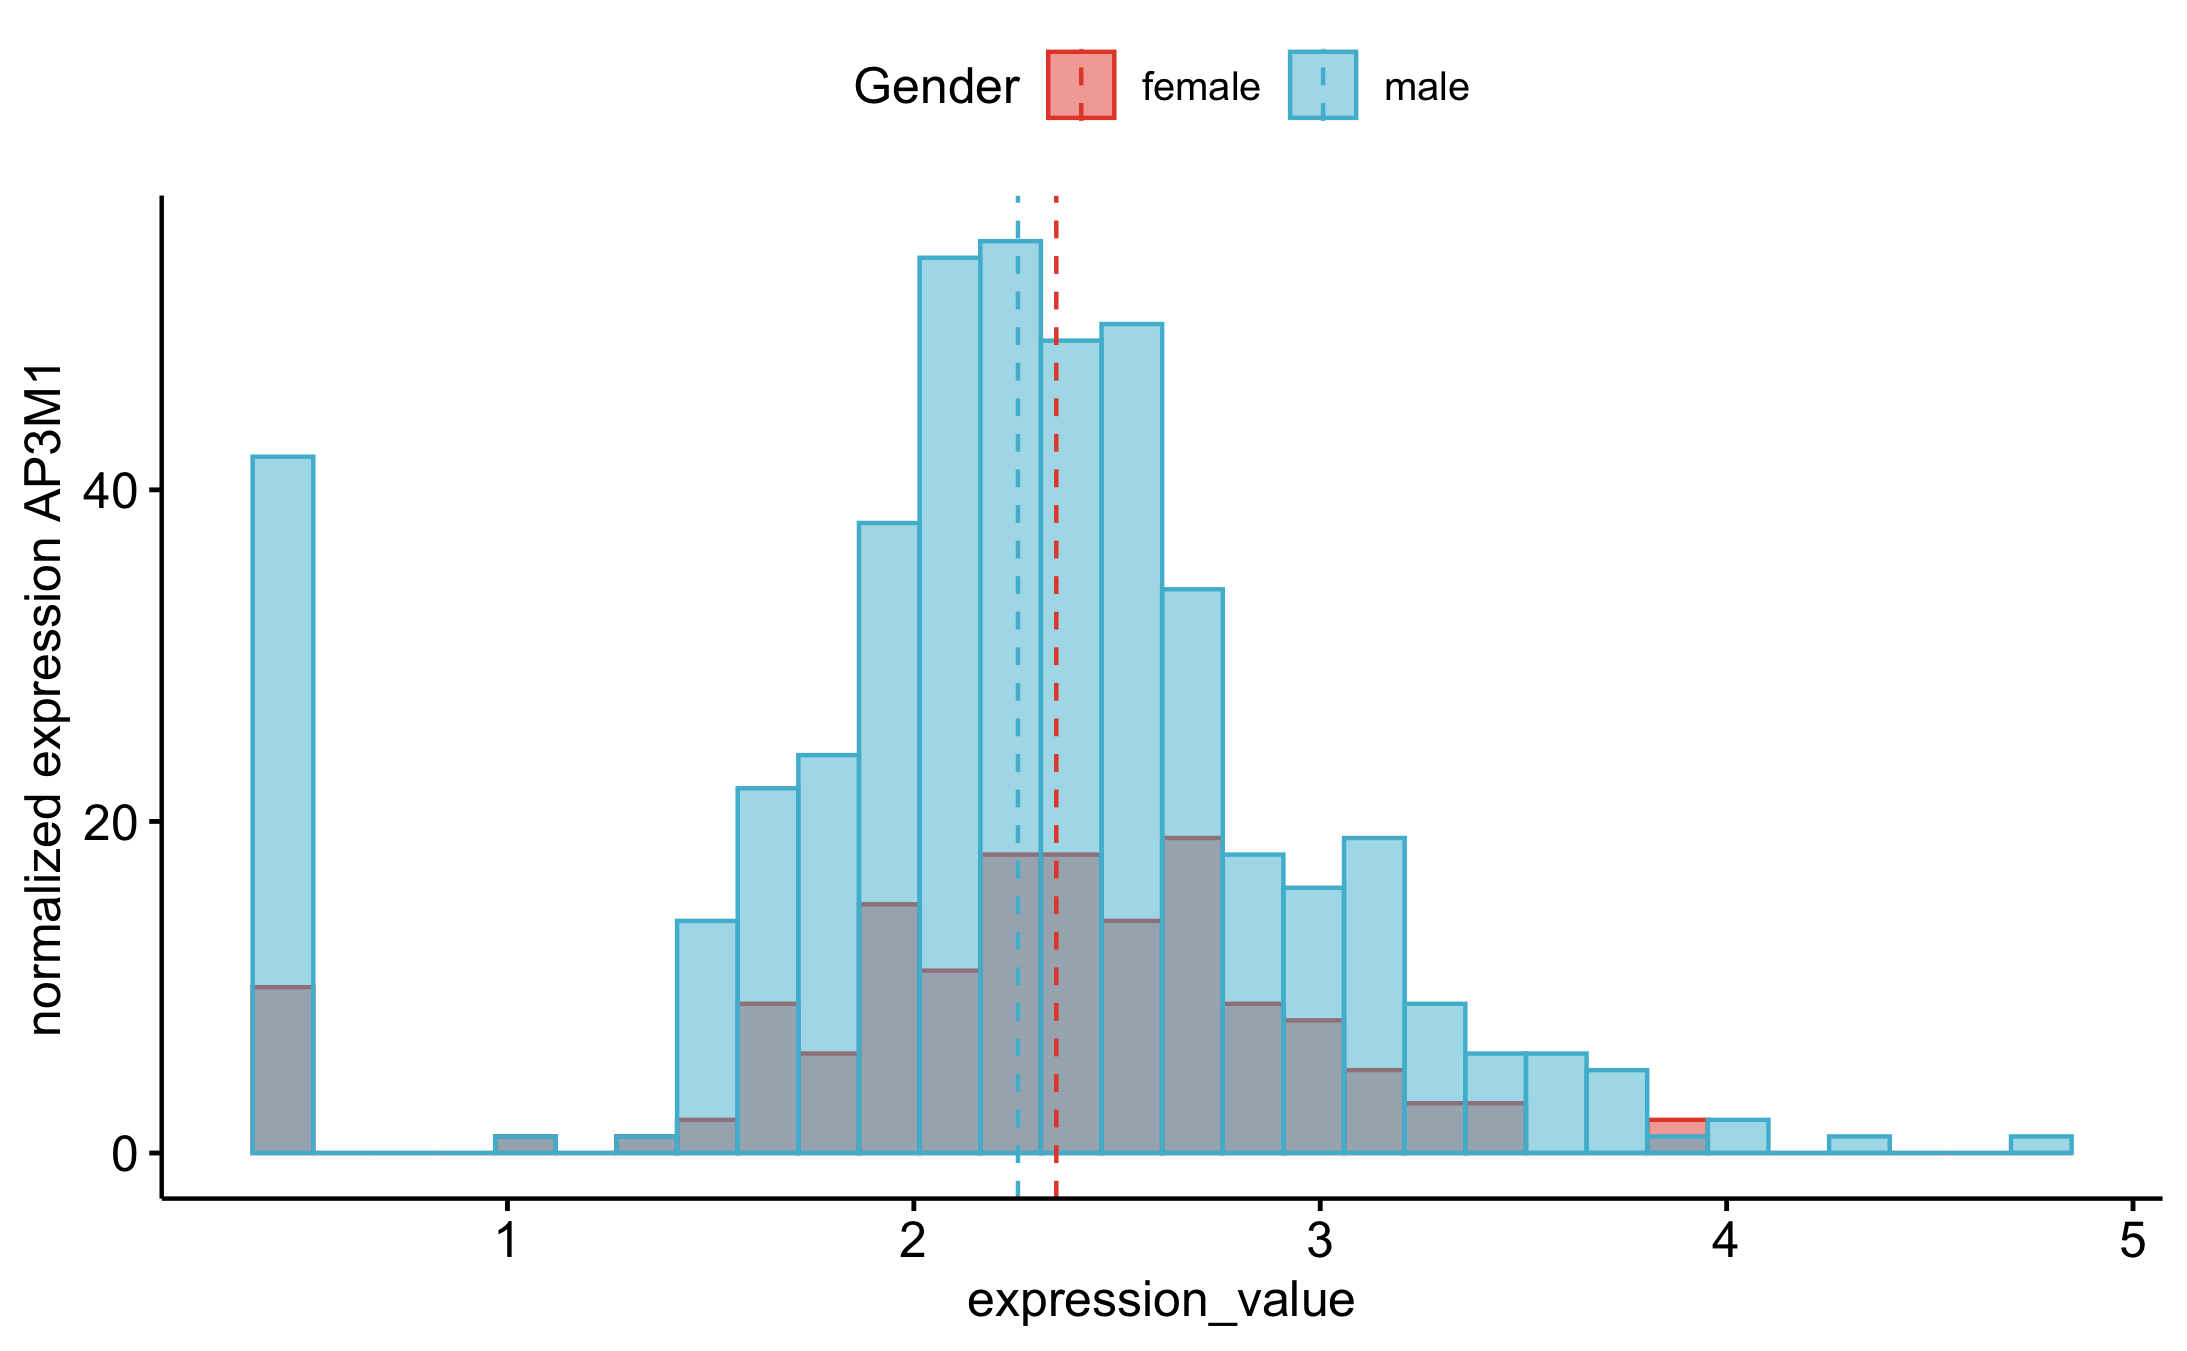 Gender female male
normalized expression AP3M1
40
20
0
1 2 3 4 5
expression_value